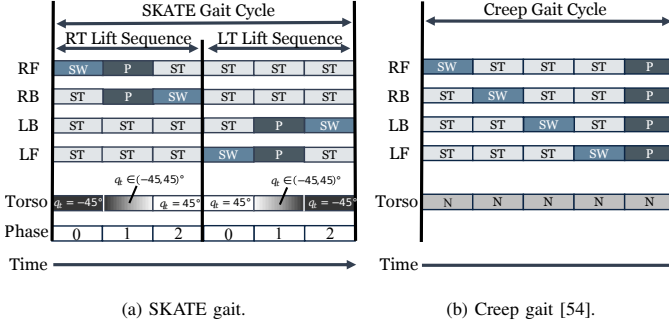 SKATE Gait Cycle
RT Lift Sequence LT Lift Sequence
RF SW P ST ST ST ST
RB ST P SW ST ST ST
LB ST ST ST ST P SW
LF ST ST ST SW P ST
qₜ ∈(−45,45)° qₜ ∈(−45,45)°
Torso qₜ = −45° qₜ = 45° qₜ = 45° qₜ = −45°
Phase 0 1 2 0 1 2
Time
(a) SKATE gait.
Creep Gait Cycle
RF SW ST ST ST P
RB ST SW ST ST P
LB ST ST SW ST P
LF ST ST ST SW P
Torso N N N N N
Time
(b) Creep gait [54].